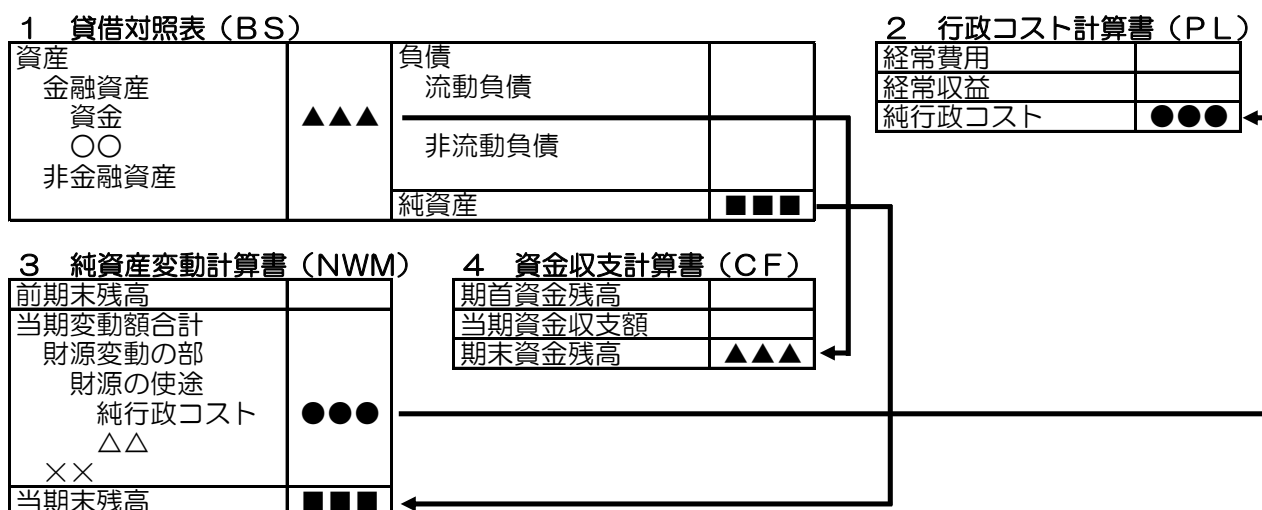 1　貸借対照表（BS）
資産
金融資産
資金　▲▲▲
○○
非金融資産
負債
流動負債
非流動負債
純資産　■■■
2　行政コスト計算書（PL）
経常費用
経常収益
純行政コスト　●●●
3　純資産変動計算書（NWM）
前期末残高
当期変動額合計
財源変動の部
財源の使途
純行政コスト　●●●
△△
××
当期末残高　■■■
4　資金収支計算書（CF）
期首資金残高
当期資金収支額
期末資金残高　▲▲▲